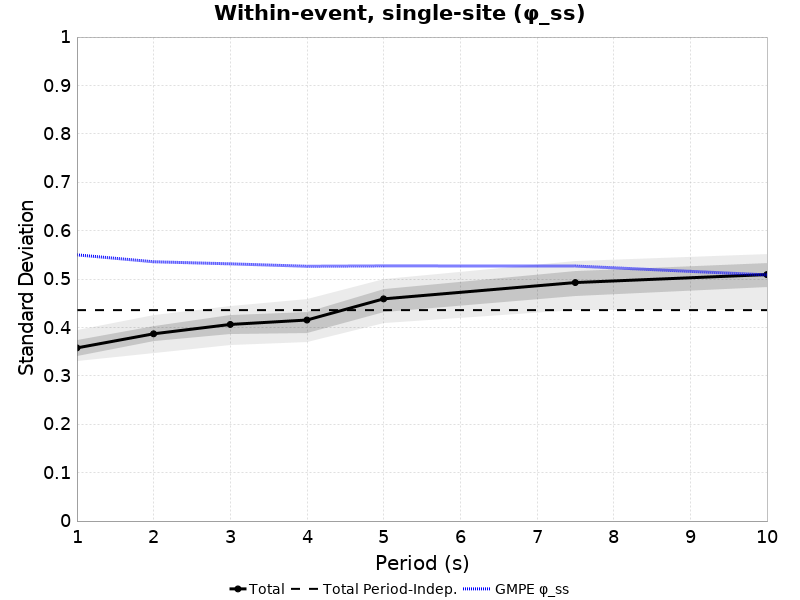 Within-event, single-site (φ_ss)
1
0.9
0.8
0.7
0.6
0.5
0.4
0.3
0.2
0.1
0
Standard Deviation
1 2 3 4 5 6 7 8 9 10
Period (s)
Total Total Period-Indep. GMPE φ_ss